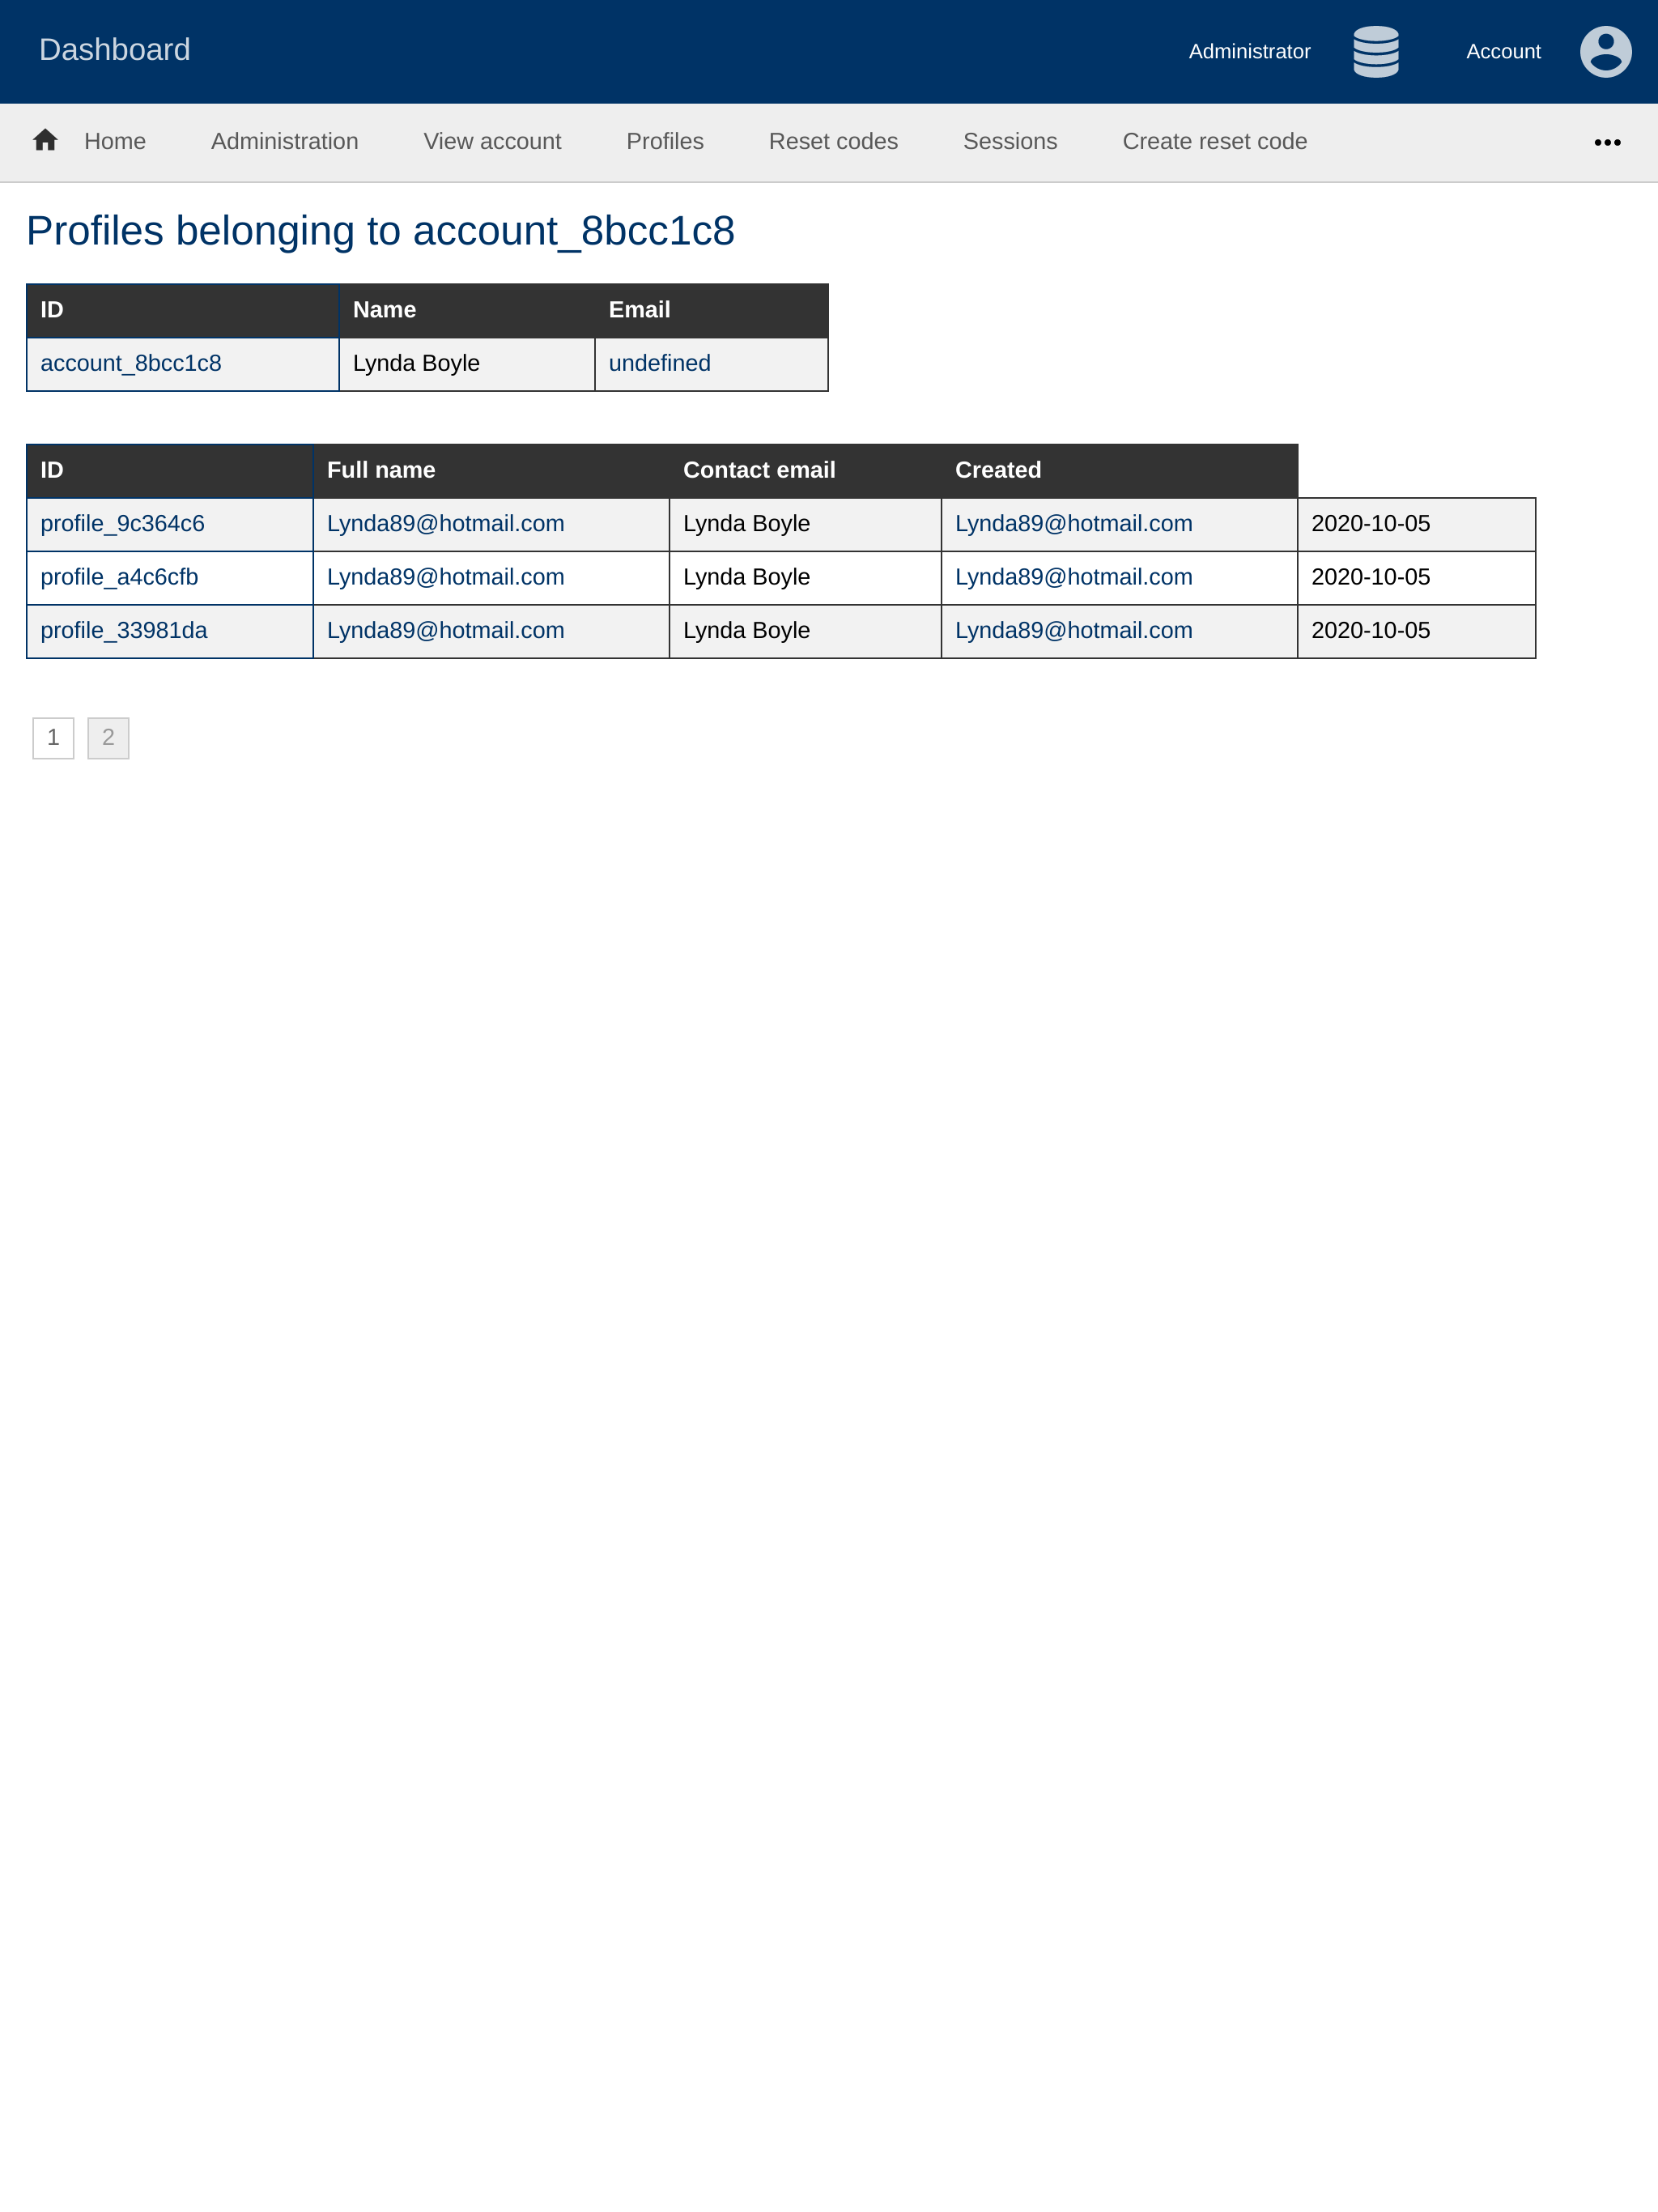 Dashboard Administrator Account
Home Administration View account Profiles Reset codes Sessions Create reset code •••
Profiles belonging to account_8bcc1c8
ID Name Email
account_8bcc1c8 Lynda Boyle undefined
ID Full name Contact email Created
profile_9c364c6 Lynda89@hotmail.com Lynda Boyle Lynda89@hotmail.com 2020-10-05
profile_a4c6cfb Lynda89@hotmail.com Lynda Boyle Lynda89@hotmail.com 2020-10-05
profile_33981da Lynda89@hotmail.com Lynda Boyle Lynda89@hotmail.com 2020-10-05
1 2